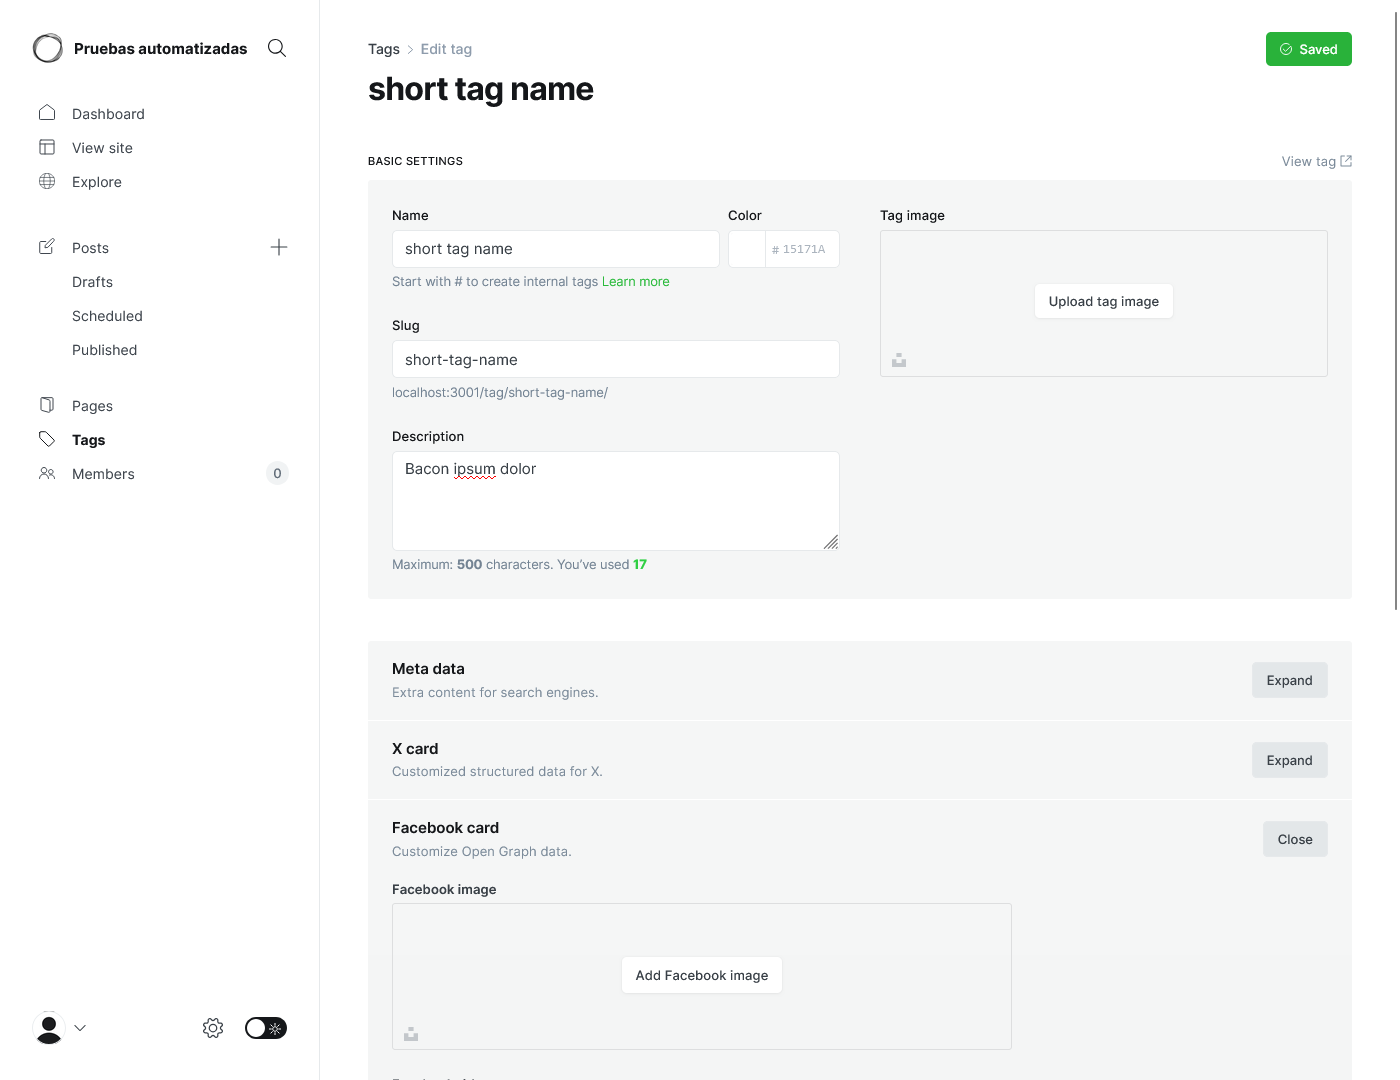 Pruebas automatizadas
Dashboard
View site
Explore
Posts
Drafts
Scheduled
Published
Pages
Tags
Members
0
Tags > Edit tag
Saved
short tag name
BASIC SETTINGS
View tag
Name
short tag name
Start with # to create internal tags Learn more
Color
# 15171A
Slug
short-tag-name
localhost:3001/tag/short-tag-name/
Description
Bacon ipsum dolor
Maximum: 500 characters. You’ve used 17
Tag image
Upload tag image
Meta data
Extra content for search engines.
Expand
X card
Customized structured data for X.
Expand
Facebook card
Customize Open Graph data.
Close
Facebook image
Add Facebook image